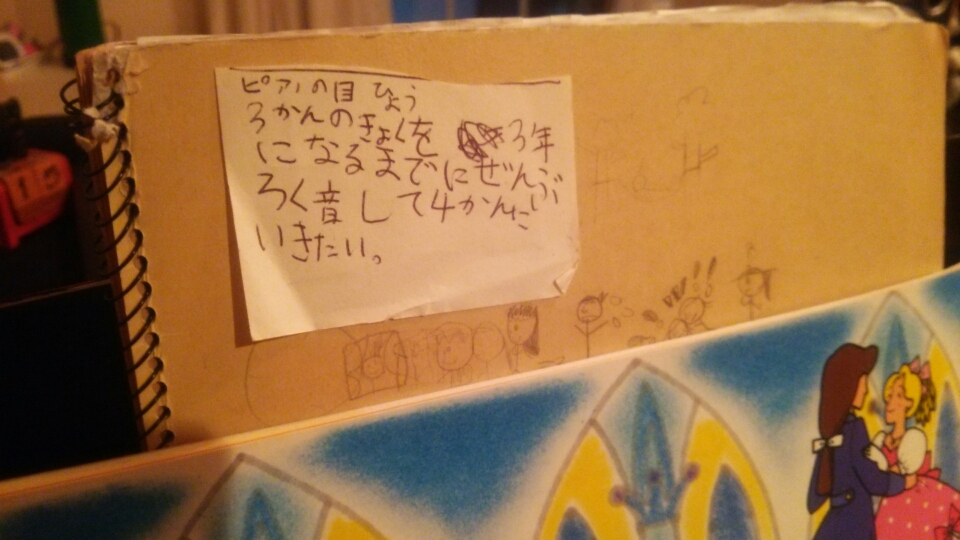 ピアノの目 ひょう
3かんのきょくを 3年
になるまでにぜんぶ
ろく音して4かんに
いきたい。